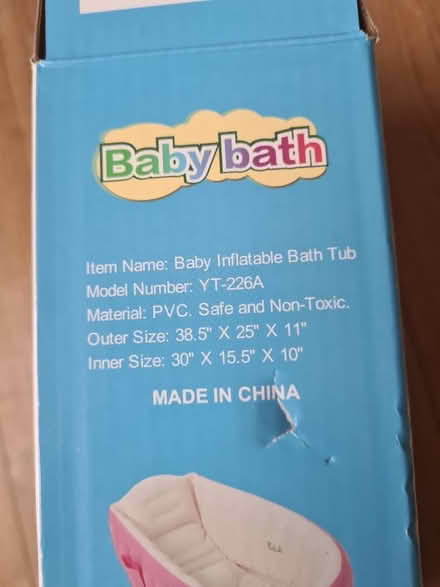 Baby bath
Item Name: Baby Inflatable Bath Tub
Model Number: YT-226A
Material: PVC. Safe and Non-Toxic.
Outer Size: 38.5" X 25" X 11"
Inner Size: 30" X 15.5" X 10"
MADE IN CHINA